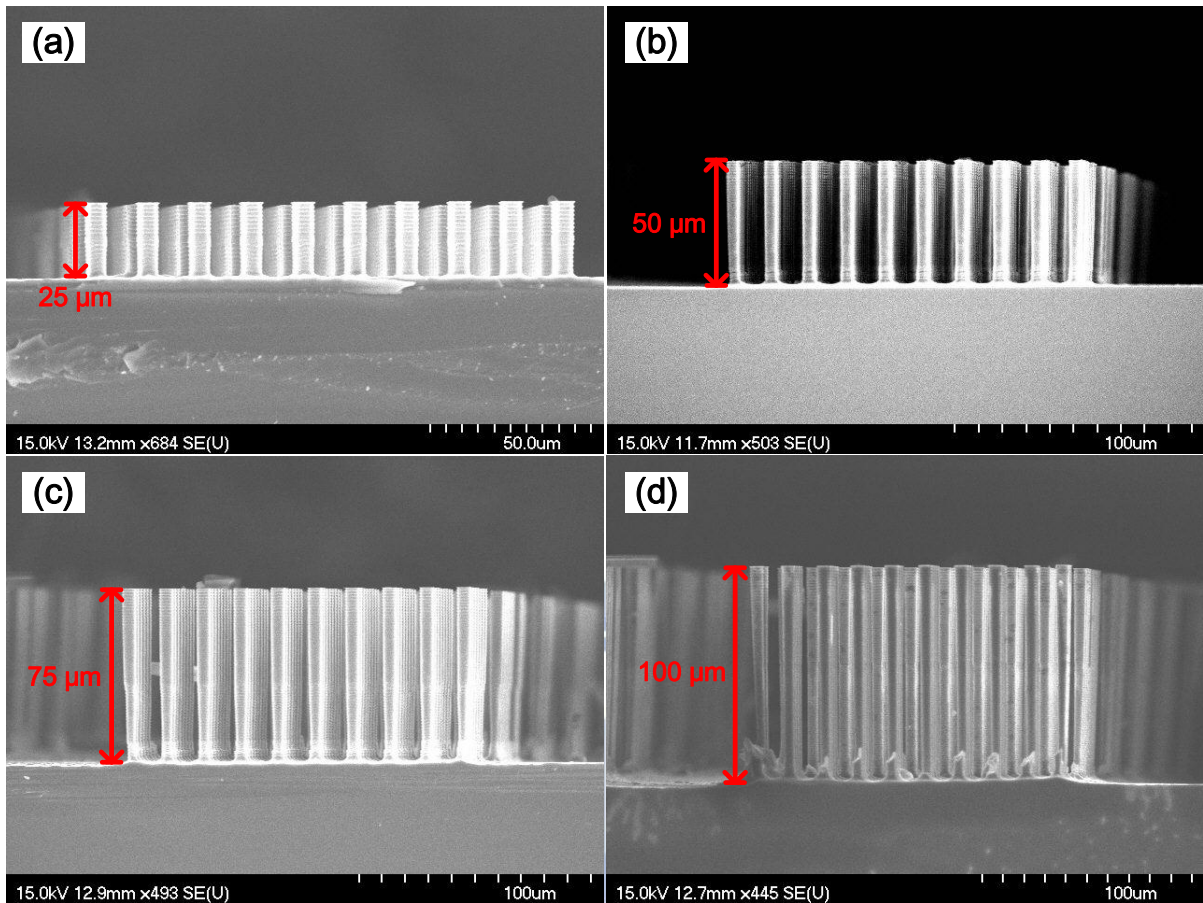 (a)
25 µm
15.0kV 13.2mm x684 SE(U)
50.0um
(b)
50 µm
15.0kV 11.7mm x503 SE(U)
100um
(c)
75 µm
15.0kV 12.9mm x493 SE(U)
100um
(d)
100 µm
15.0kV 12.7mm x445 SE(U)
100um